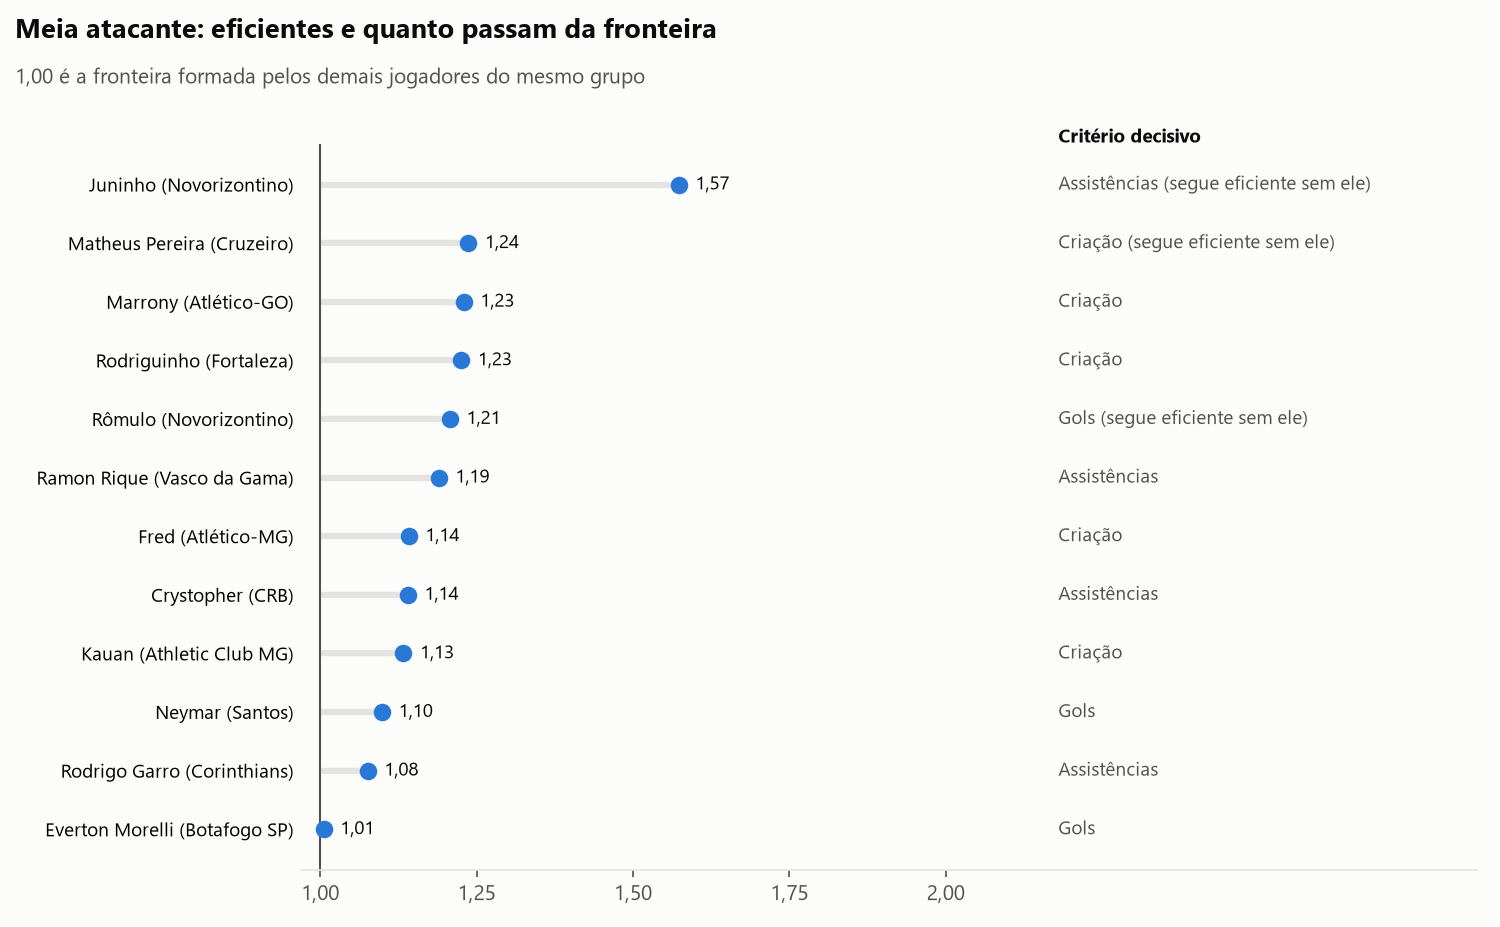 Meia atacante: eficientes e quanto passam da fronteira
1,00 é a fronteira formada pelos demais jogadores do mesmo grupo
Critério decisivo
Juninho (Novorizontino) 1,57 Assistências (segue eficiente sem ele)
Matheus Pereira (Cruzeiro) 1,24 Criação (segue eficiente sem ele)
Marrony (Atlético-GO) 1,23 Criação
Rodriguinho (Fortaleza) 1,23 Criação
Rômulo (Novorizontino) 1,21 Gols (segue eficiente sem ele)
Ramon Rique (Vasco da Gama) 1,19 Assistências
Fred (Atlético-MG) 1,14 Criação
Crystopher (CRB) 1,14 Assistências
Kauan (Athletic Club MG) 1,13 Criação
Neymar (Santos) 1,10 Gols
Rodrigo Garro (Corinthians) 1,08 Assistências
Everton Morelli (Botafogo SP) 1,01 Gols
1,00 1,25 1,50 1,75 2,00